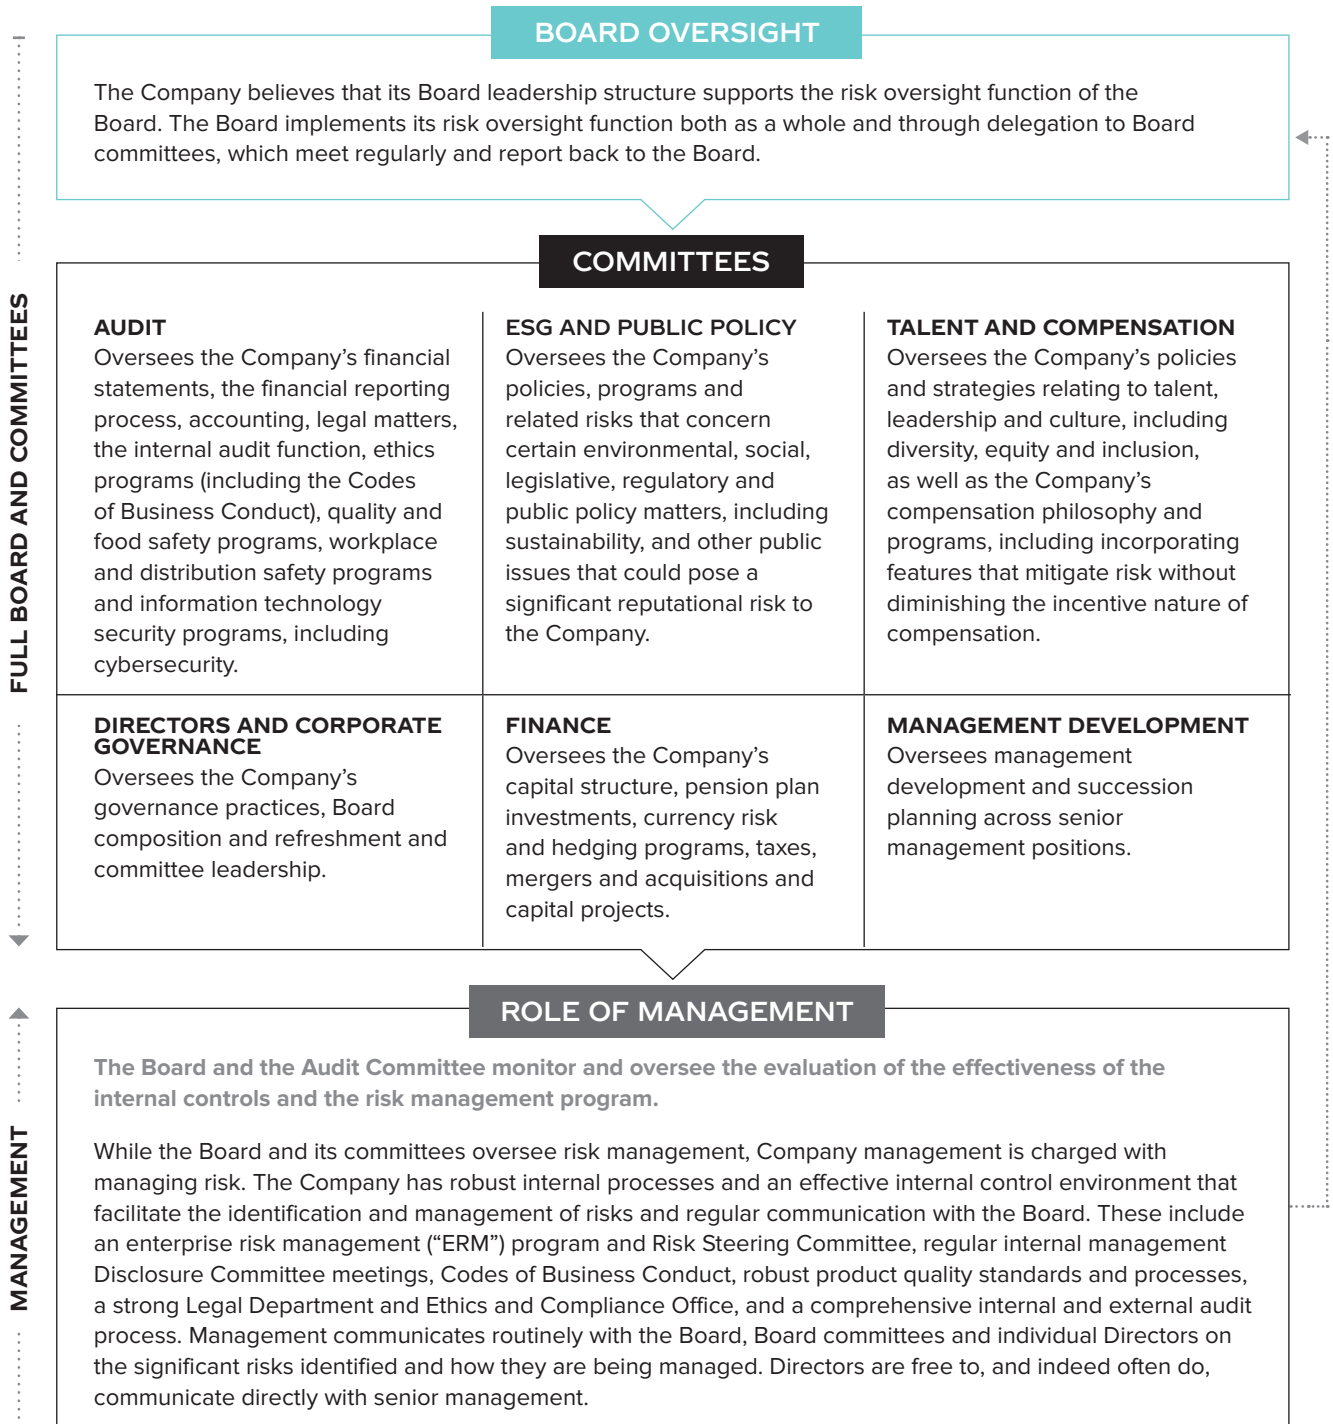 BOARD OVERSIGHT
The Company believes that its Board leadership structure supports the risk oversight function of the
Board. The Board implements its risk oversight function both as a whole and through delegation to Board
committees, which meet regularly and report back to the Board.
FULL BOARD AND COMMITTEES
COMMITTEES
AUDIT
Oversees the Company’s financial
statements, the financial reporting
process, accounting, legal matters,
the internal audit function, ethics
programs (including the Codes
of Business Conduct), quality and
food safety programs, workplace
and distribution safety programs
and information technology
security programs, including
cybersecurity.
ESG AND PUBLIC POLICY
Oversees the Company’s
policies, programs and
related risks that concern
certain environmental, social,
legislative, regulatory and
public policy matters, including
sustainability, and other public
issues that could pose a
significant reputational risk to
the Company.
TALENT AND COMPENSATION
Oversees the Company’s policies
and strategies relating to talent,
leadership and culture, including
diversity, equity and inclusion,
as well as the Company’s
compensation philosophy and
programs, including incorporating
features that mitigate risk without
diminishing the incentive nature of
compensation.
DIRECTORS AND CORPORATE
GOVERNANCE
Oversees the Company’s
governance practices, Board
composition and refreshment and
committee leadership.
FINANCE
Oversees the Company’s
capital structure, pension plan
investments, currency risk
and hedging programs, taxes,
mergers and acquisitions and
capital projects.
MANAGEMENT DEVELOPMENT
Oversees management
development and succession
planning across senior
management positions.
MANAGEMENT
ROLE OF MANAGEMENT
The Board and the Audit Committee monitor and oversee the evaluation of the effectiveness of the
internal controls and the risk management program.
While the Board and its committees oversee risk management, Company management is charged with
managing risk. The Company has robust internal processes and an effective internal control environment that
facilitate the identification and management of risks and regular communication with the Board. These include
an enterprise risk management (“ERM”) program and Risk Steering Committee, regular internal management
Disclosure Committee meetings, Codes of Business Conduct, robust product quality standards and processes,
a strong Legal Department and Ethics and Compliance Office, and a comprehensive internal and external audit
process. Management communicates routinely with the Board, Board committees and individual Directors on
the significant risks identified and how they are being managed. Directors are free to, and indeed often do,
communicate directly with senior management.